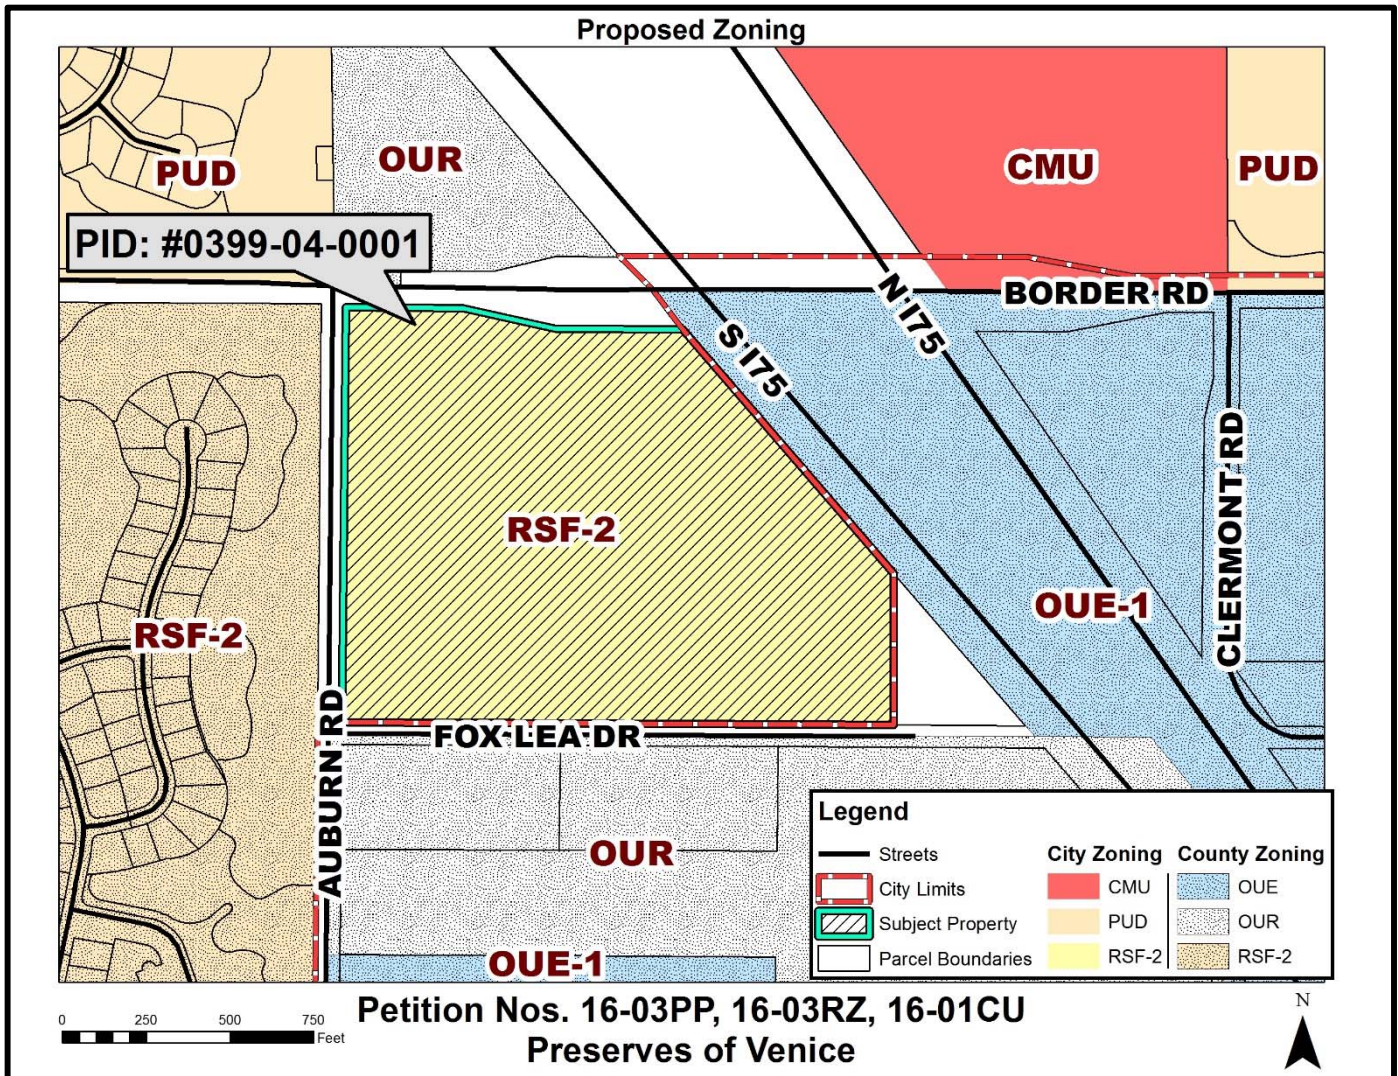 Proposed Zoning
PUD
OUR
CMU
PUD
PID: #0399-04-0001
BORDER RD
N I75
S I75
CLERMONT RD
RSF-2
OUE-1
RSF-2
AUBURN RD
FOX LEA DR
OUR
OUE-1
Legend
Streets
City Limits
Subject Property
Parcel Boundaries
City Zoning
CMU
PUD
RSF-2
County Zoning
OUE
OUR
RSF-2
0 250 500 750
Feet
Petition Nos. 16-03PP, 16-03RZ, 16-01CU
Preserves of Venice
N